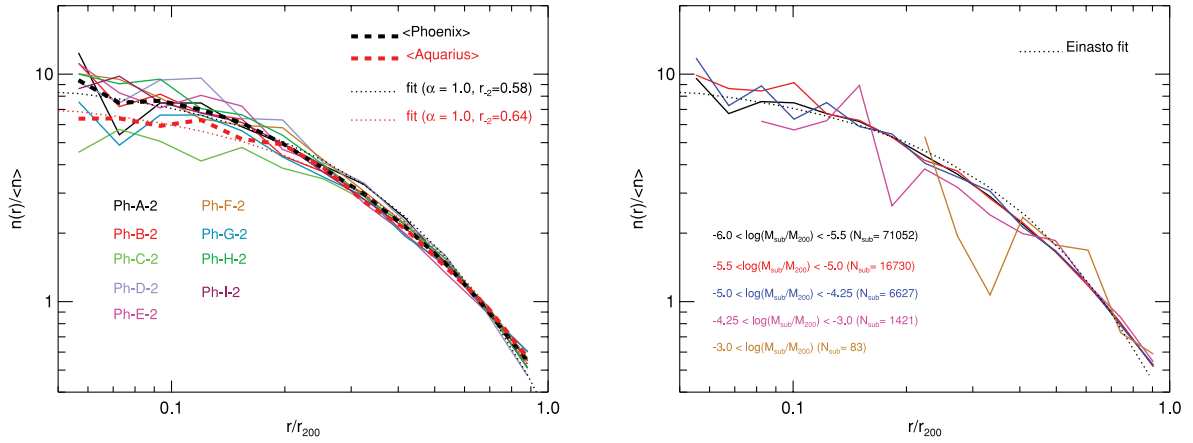 <Phoenix>
<Aquarius>
fit (α = 1.0, r-2=0.58)
fit (α = 1.0, r-2=0.64)
10
1
n(r)/<n>
Ph-A-2
Ph-F-2
Ph-B-2
Ph-G-2
Ph-C-2
Ph-H-2
Ph-D-2
Ph-I-2
Ph-E-2
0.1
1.0
r/r200
Einasto fit
10
1
n(r)/<n>
-6.0 < log(Msub/M200) < -5.5 (Nsub= 71052)
-5.5 <log(Msub/M200) < -5.0 (Nsub= 16730)
-5.0 < log(Msub/M200) < -4.25 (Nsub= 6627)
-4.25 < log(Msub/M200) < -3.0 (Nsub= 1421)
-3.0 < log(Msub/M200) (Nsub= 83)
0.1
1.0
r/r200